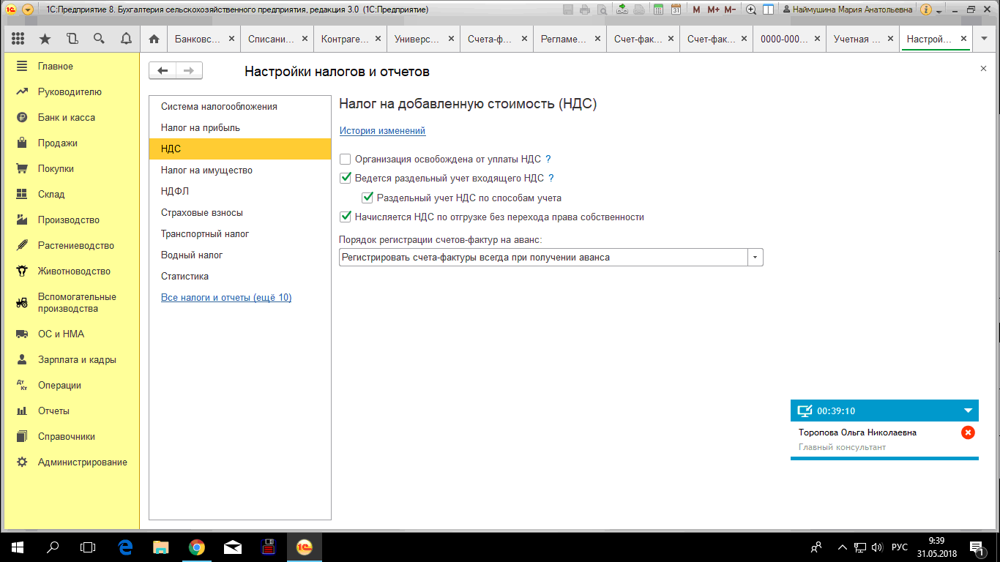 1С:Предприятие 8. Бухгалтерия сельскохозяйственного предприятия, редакция 3.0 (1С:Предприятие)
M M+ M-
Наймушина Мария Анатольевна
Банковс...
Списани...
Контраге...
Универс...
Счета-ф...
Регламе...
Счет-фак...
Счет-фак...
0000-000...
Учетная ...
Настрой...
Главное
Руководителю
Банк и касса
Продажи
Покупки
Склад
Производство
Растениеводство
Животноводство
Вспомогательные
производства
ОС и НМА
Зарплата и кадры
Дт
Кт
Операции
Отчеты
Справочники
Администрирование
Настройки налогов и отчетов
Система налогообложения
Налог на прибыль
НДС
Налог на имущество
НДФЛ
Страховые взносы
Транспортный налог
Водный налог
Статистика
Все налоги и отчеты (ещё 10)
Налог на добавленную стоимость (НДС)
История изменений
Организация освобождена от уплаты НДС ?
Ведется раздельный учет входящего НДС ?
Раздельный учет НДС по способам учета
Начисляется НДС по отгрузке без перехода права собственности
Порядок регистрации счетов-фактур на аванс:
Регистрировать счета-фактуры всегда при получении аванса
00:39:10
Торопова Ольга Николаевна
Главный консультант
1С
РУС
9:39
31.05.2018
1